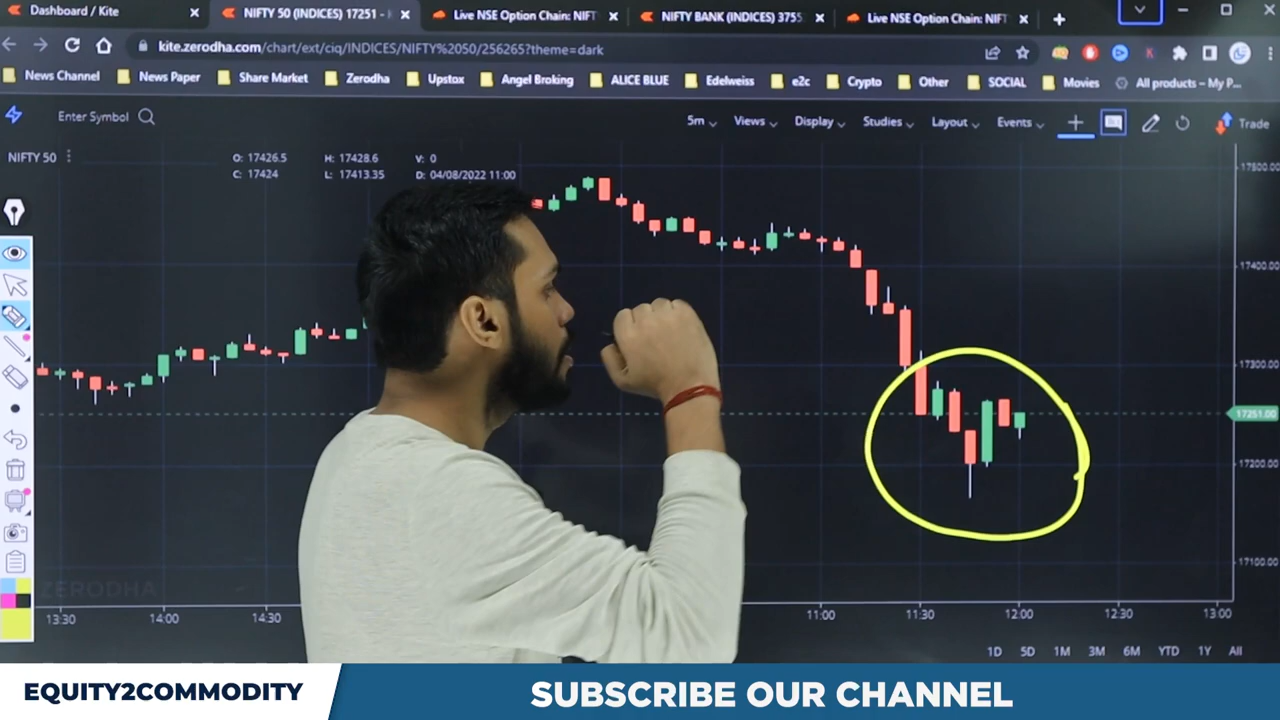 Dashboard / Kite
NIFTY 50 (INDICES) 17251 -
Live NSE Option Chain: NIFT
NIFTY BANK (INDICES) 3755
Live NSE Option Chain: NIFT
kite.zerodha.com/chart/ext/ciq/INDICES/NIFTY%2050/256265?theme=dark
News Channel
News Paper
Share Market
Zerodha
Upstox
Angel Broking
ALICE BLUE
Edelweiss
e2c
Crypto
Other
SOCIAL
Movies
All products – My P...
Enter Symbol
5m
Views
Display
Studies
Layout
Events
Trade
NIFTY 50
O: 17426.5 H: 17428.6 V: 0
C: 17424 L: 17413.35 D: 04/08/2022 11:00
17500.00
17400.00
17300.00
17251.00
17200.00
17100.00
ZERODHA
13:30 14:00 14:30 11:00 11:30 12:00 12:30 13:00
1D 5D 1M 3M 6M YTD 1Y All
EQUITY2COMMODITY
SUBSCRIBE OUR CHANNEL